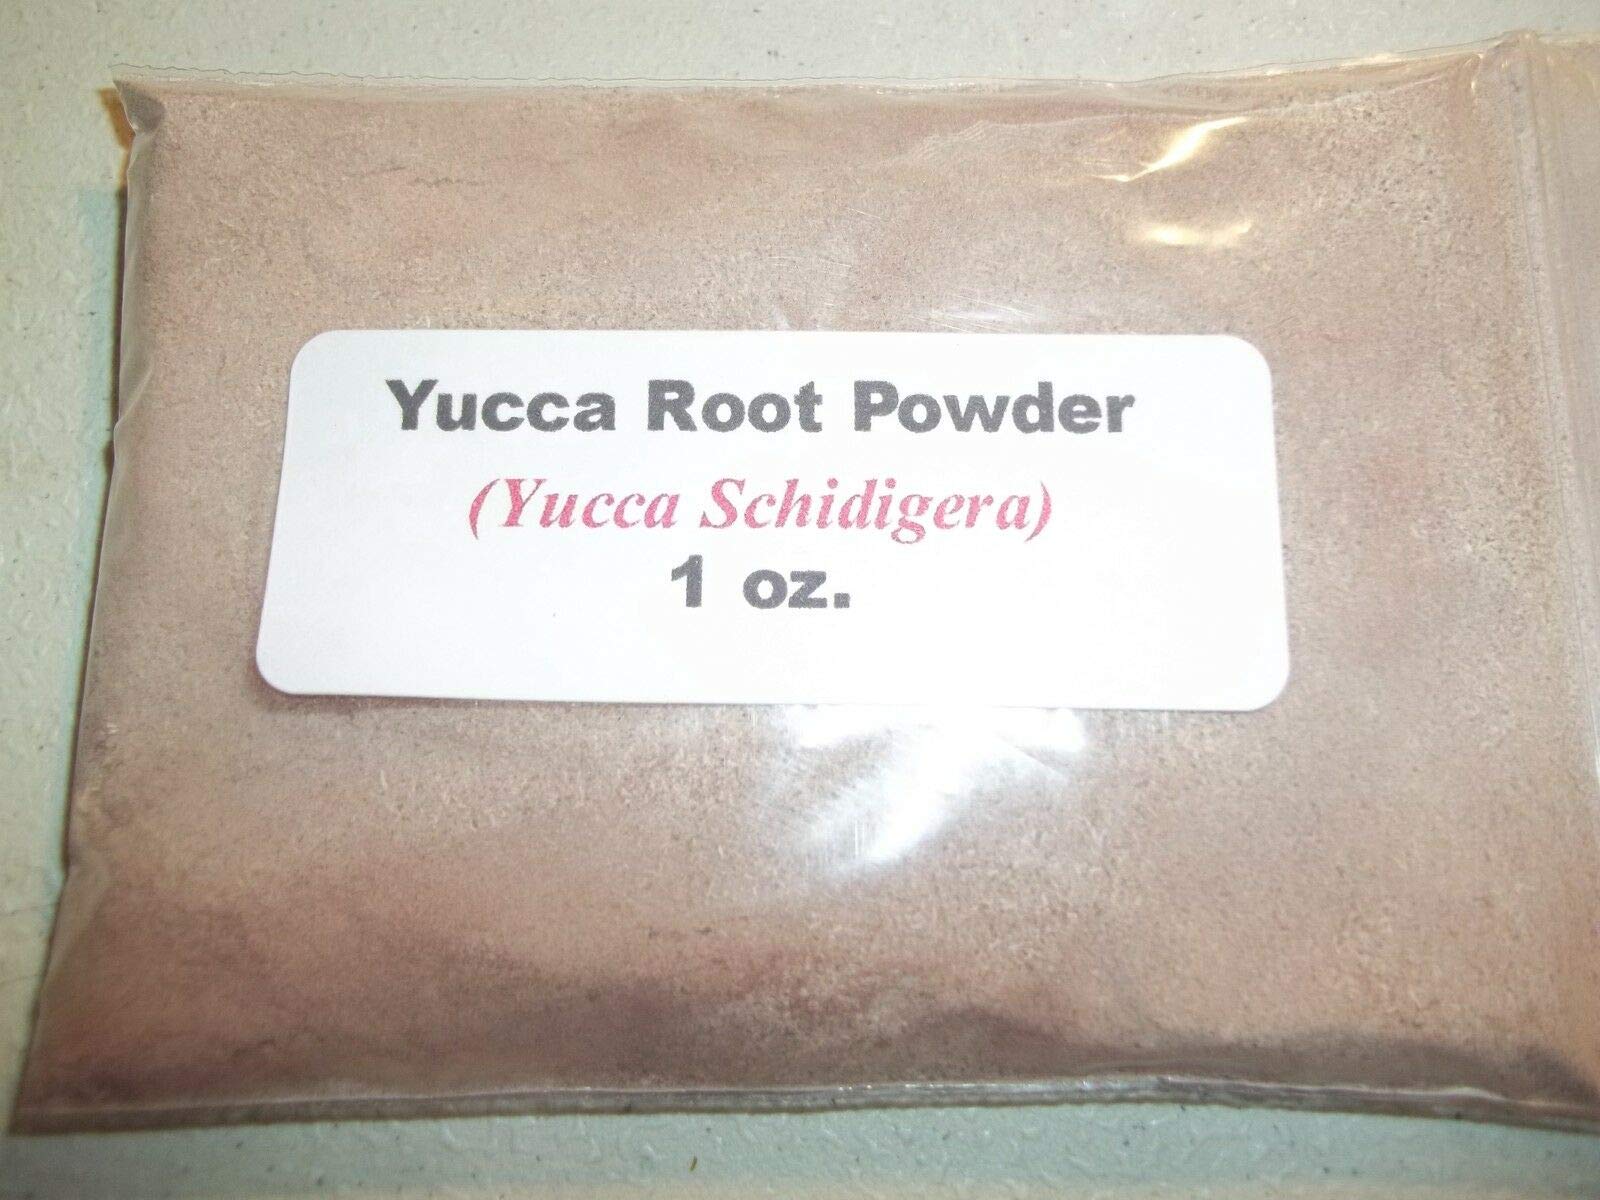 Yucca Root Powder
(Yucca Schidigera)
1 oz.